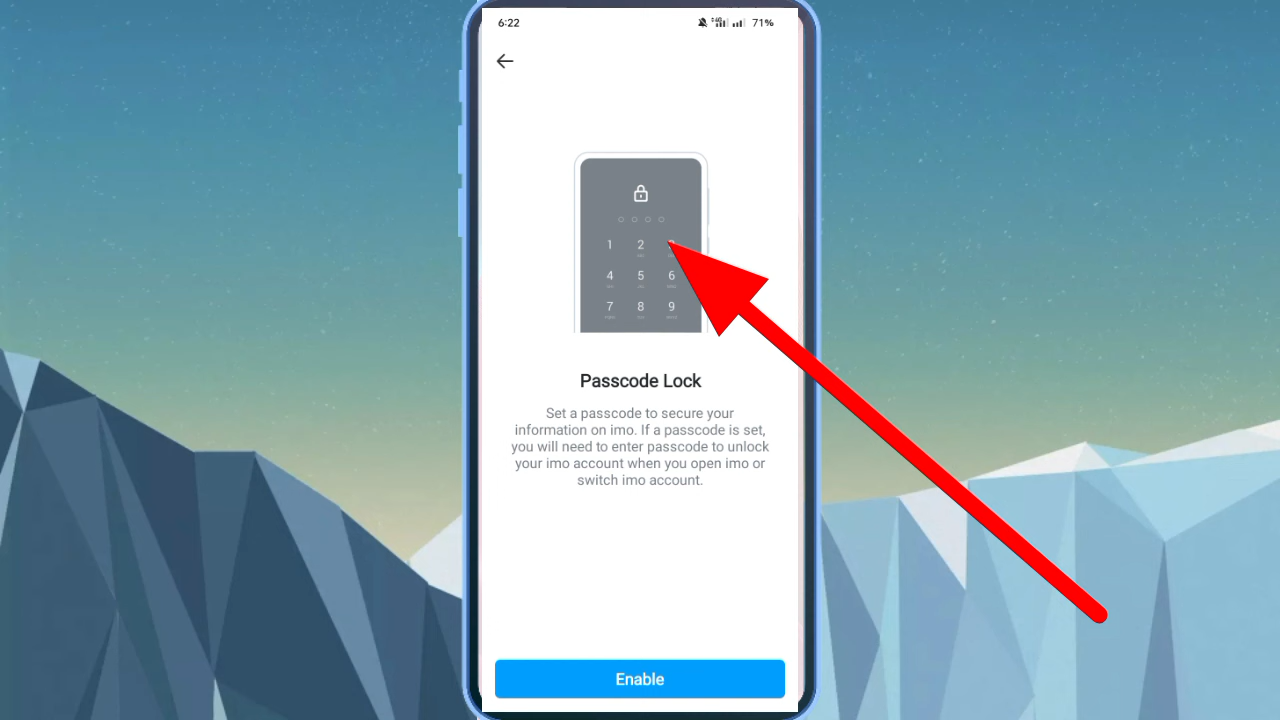 6:22 71%
1 2
4 5 6
7 8 9
Passcode Lock
Set a passcode to secure your
information on imo. If a passcode is set,
you will need to enter passcode to unlock
your imo account when you open imo or
switch imo account.
Enable